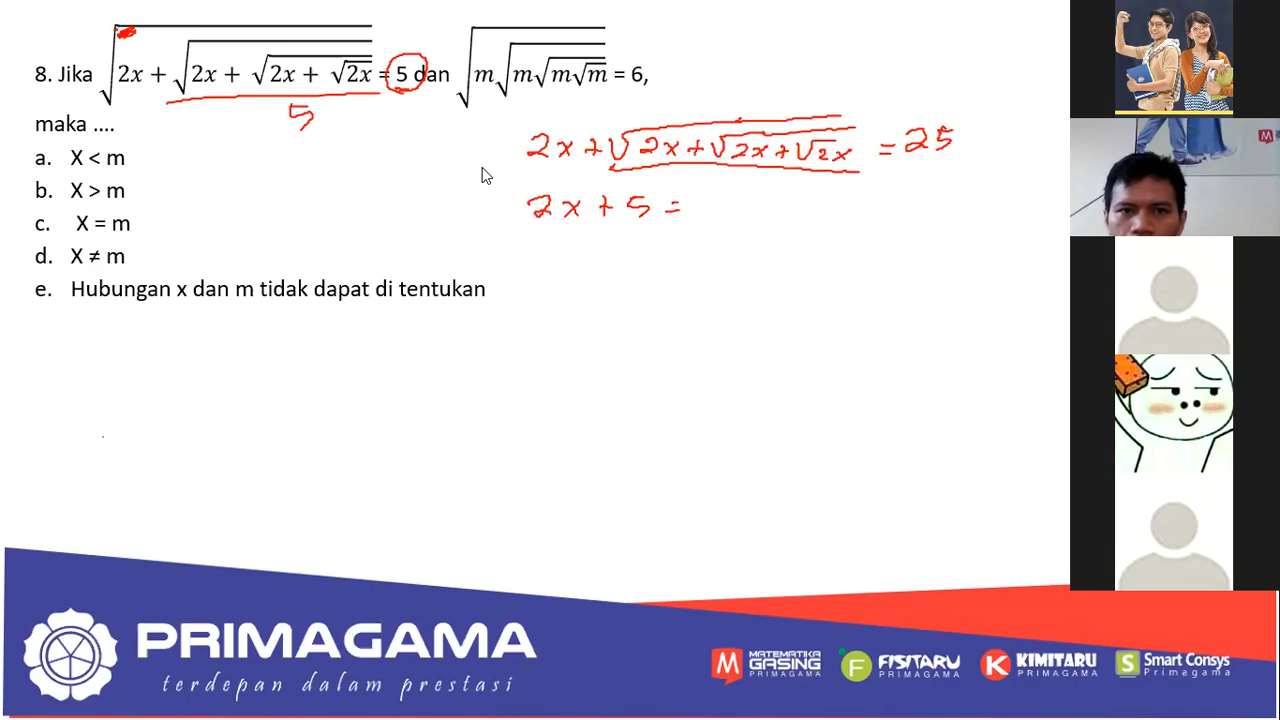 8. Jika √(2x + √(2x + √(2x + √2x))) = 5 dan √(m√(m√(m√m))) = 6,
5
maka ....
a. X < m
b. X > m
c. X = m
d. X ≠ m
e. Hubungan x dan m tidak dapat di tentukan
2x + √(2x + √(2x + √2x)) = 25
2x + 5 =
PRIMAGAMA
terdepan dalam prestasi
M MATEMATIKA GASING PRIMAGAMA
F FISITARU PRIMAGAMA
K KIMITARU PRIMAGAMA
S Smart Consys Primagama